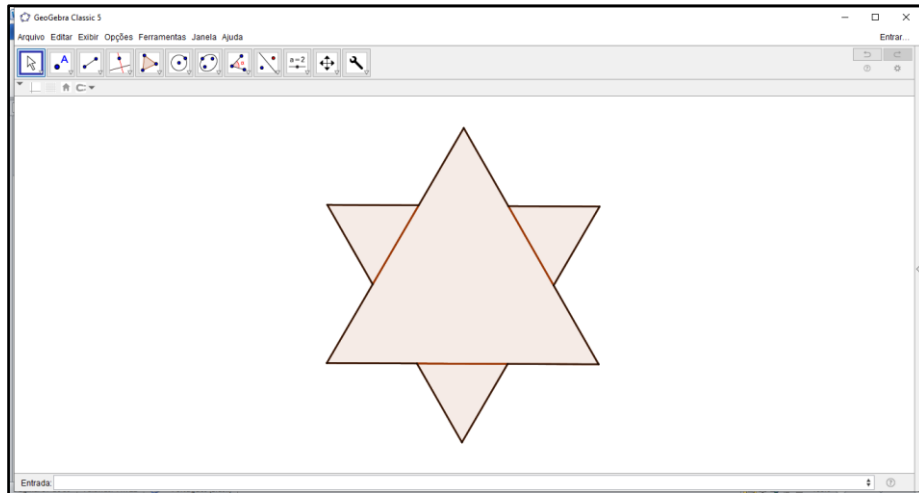 GeoGebra Classic 5
Arquivo Editar Exibir Opções Ferramentas Janela Ajuda
Entrar...
A
a=2
Entrada: